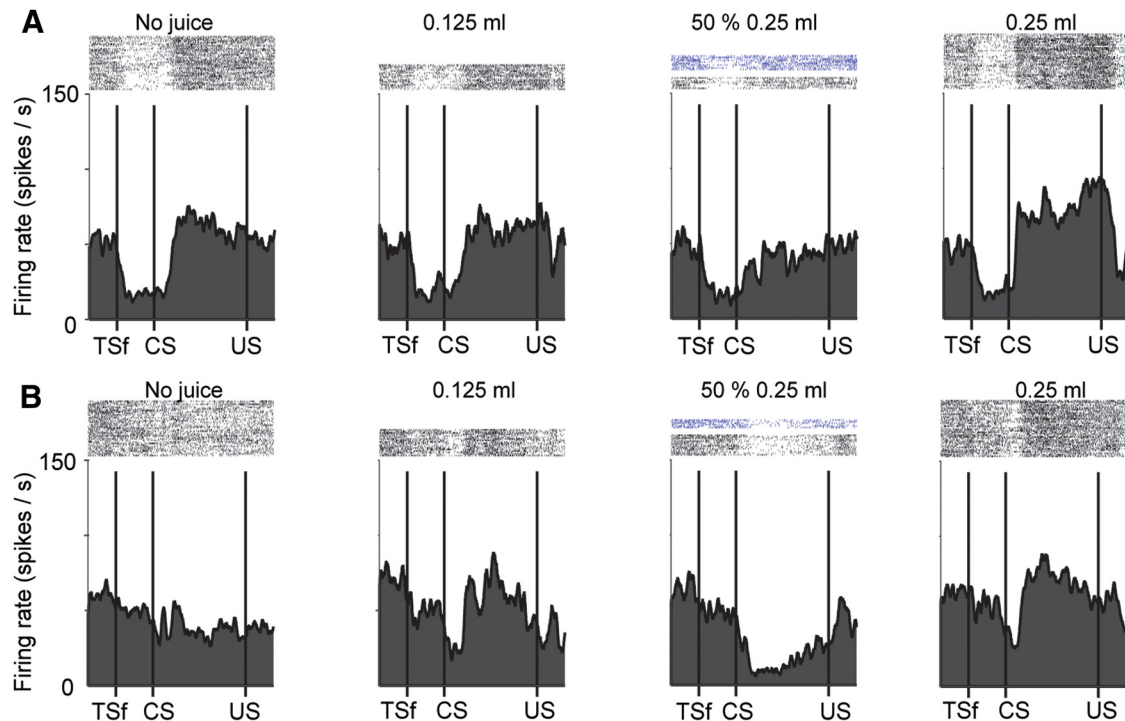 A
No juice 0.125 ml 50 % 0.25 ml 0.25 ml
150
Firing rate (spikes / s)
0
TSf CS US TSf CS US TSf CS US TSf CS US
B
No juice 0.125 ml 50 % 0.25 ml 0.25 ml
150
Firing rate (spikes / s)
0
TSf CS US TSf CS US TSf CS US TSf CS US